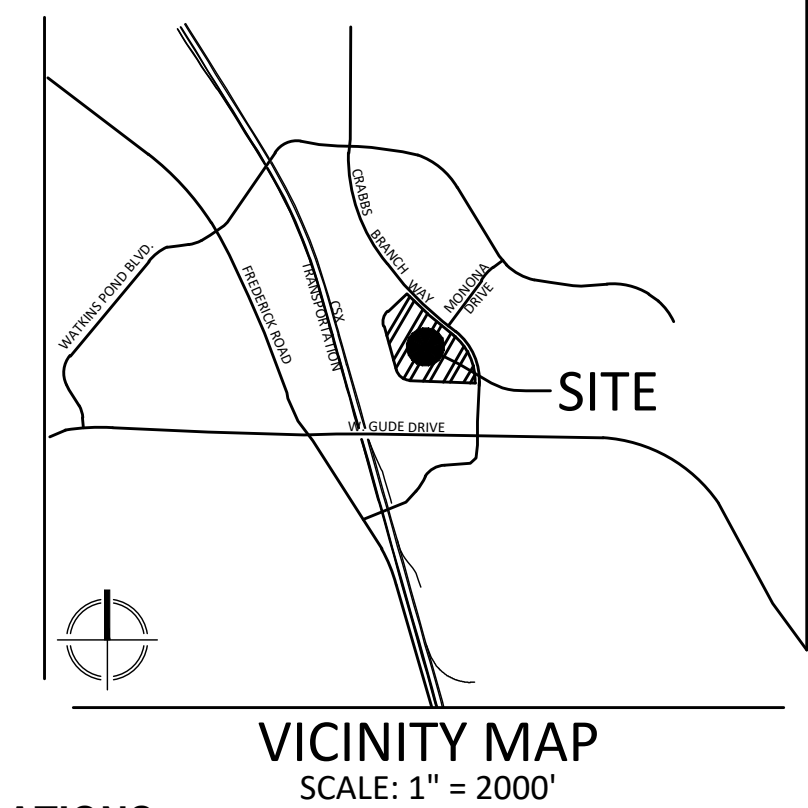 CRABBS
BRANCH WAY
MONONA
DRIVE
WATKINS POND BLVD.
FREDERICK ROAD
CSX
TRANSPORTATION
SITE
W. GUDE DRIVE
VICINITY MAP
SCALE: 1" = 2000'